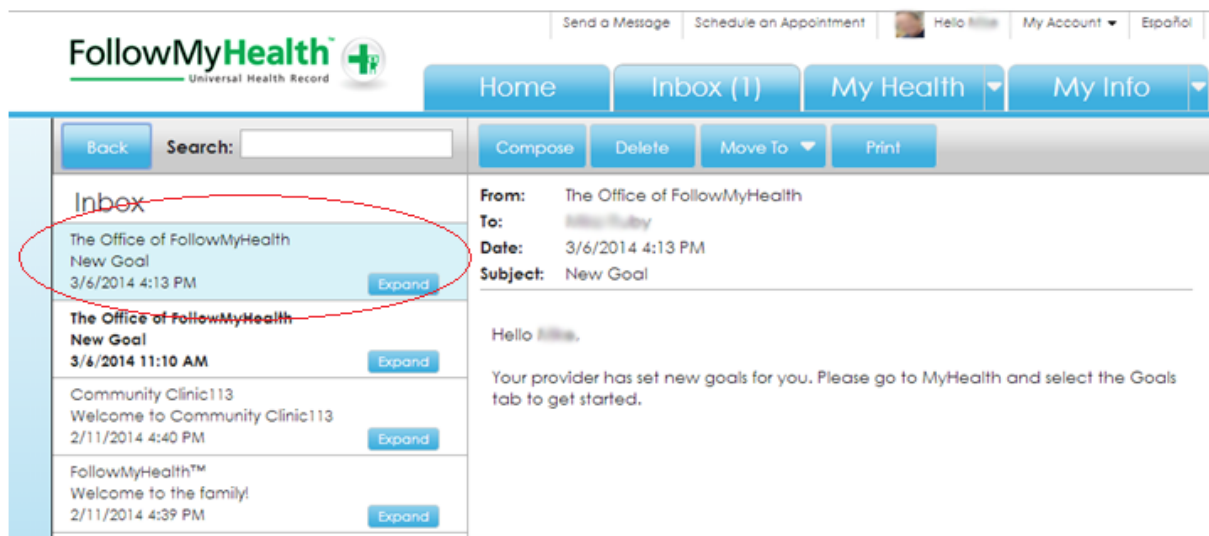 Send a Message Schedule an Appointment Hello My Account Español
FollowMyHealth™
Universal Health Record
Home Inbox (1) My Health My Info
Back Search: Compose Delete Move To Print
Inbox
The Office of FollowMyHealth
New Goal
3/6/2014 4:13 PM Expand
The Office of FollowMyHealth
New Goal
3/6/2014 11:10 AM Expand
Community Clinic113
Welcome to Community Clinic113
2/11/2014 4:40 PM Expand
FollowMyHealth™
Welcome to the family!
2/11/2014 4:39 PM Expand
From: The Office of FollowMyHealth
To:
Date: 3/6/2014 4:13 PM
Subject: New Goal
Hello
Your provider has set new goals for you. Please go to MyHealth and select the Goals
tab to get started.